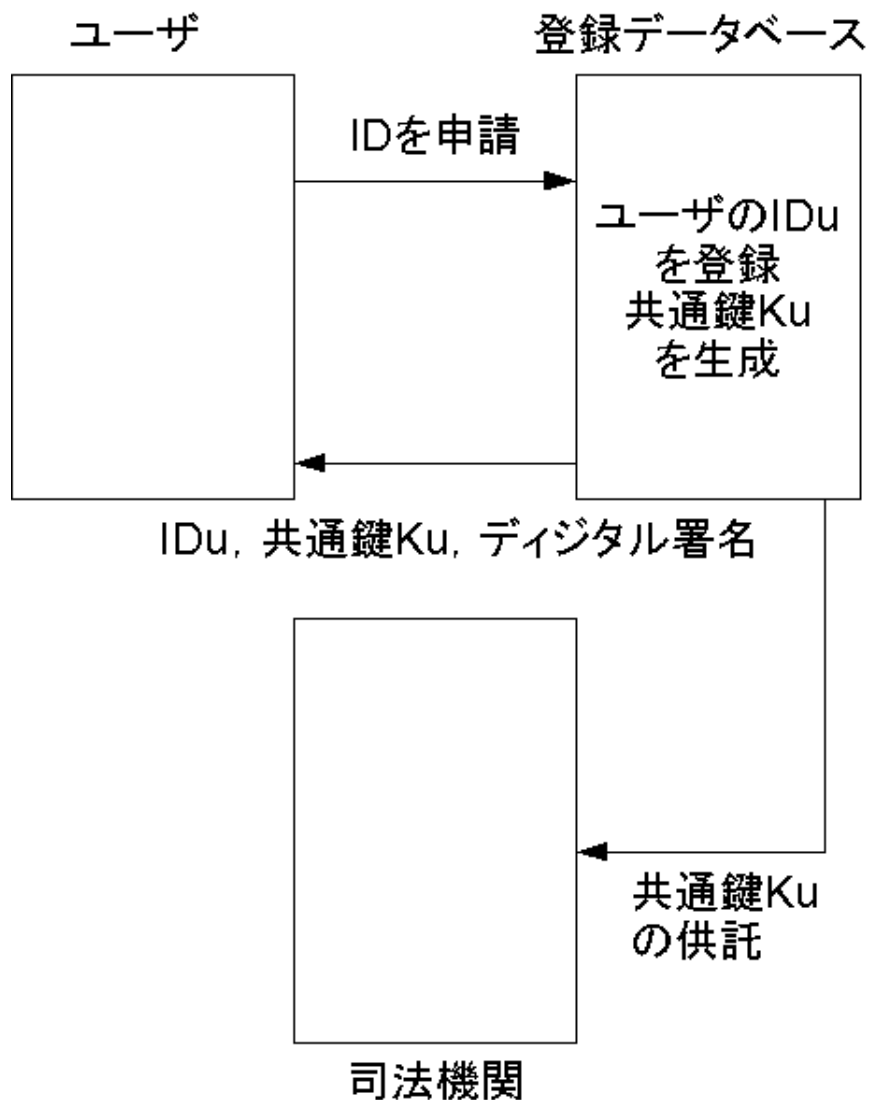 ユーザ
登録データベース
IDを申請
ユーザのIDu
を登録
共通鍵Ku
を生成
IDu, 共通鍵Ku, ディジタル署名
共通鍵Ku
の供託
司法機関